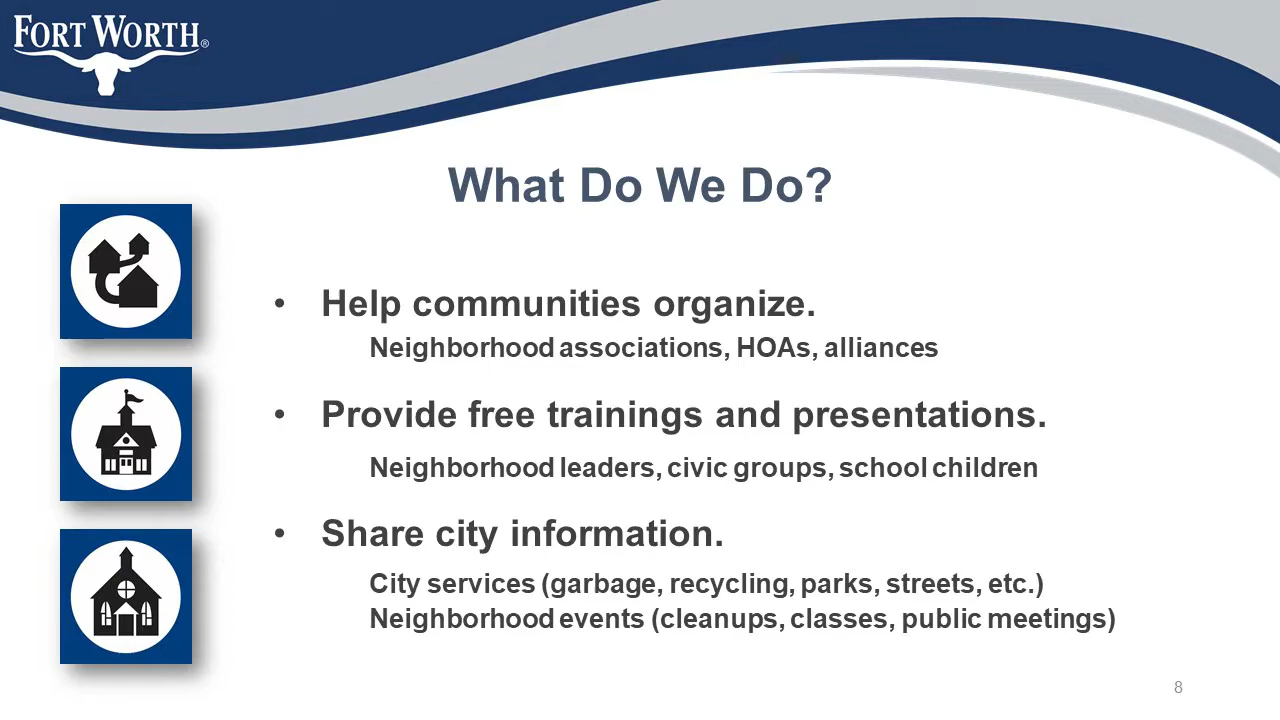 FORT WORTH®
What Do We Do?
• Help communities organize.
Neighborhood associations, HOAs, alliances
• Provide free trainings and presentations.
Neighborhood leaders, civic groups, school children
• Share city information.
City services (garbage, recycling, parks, streets, etc.)
Neighborhood events (cleanups, classes, public meetings)
8